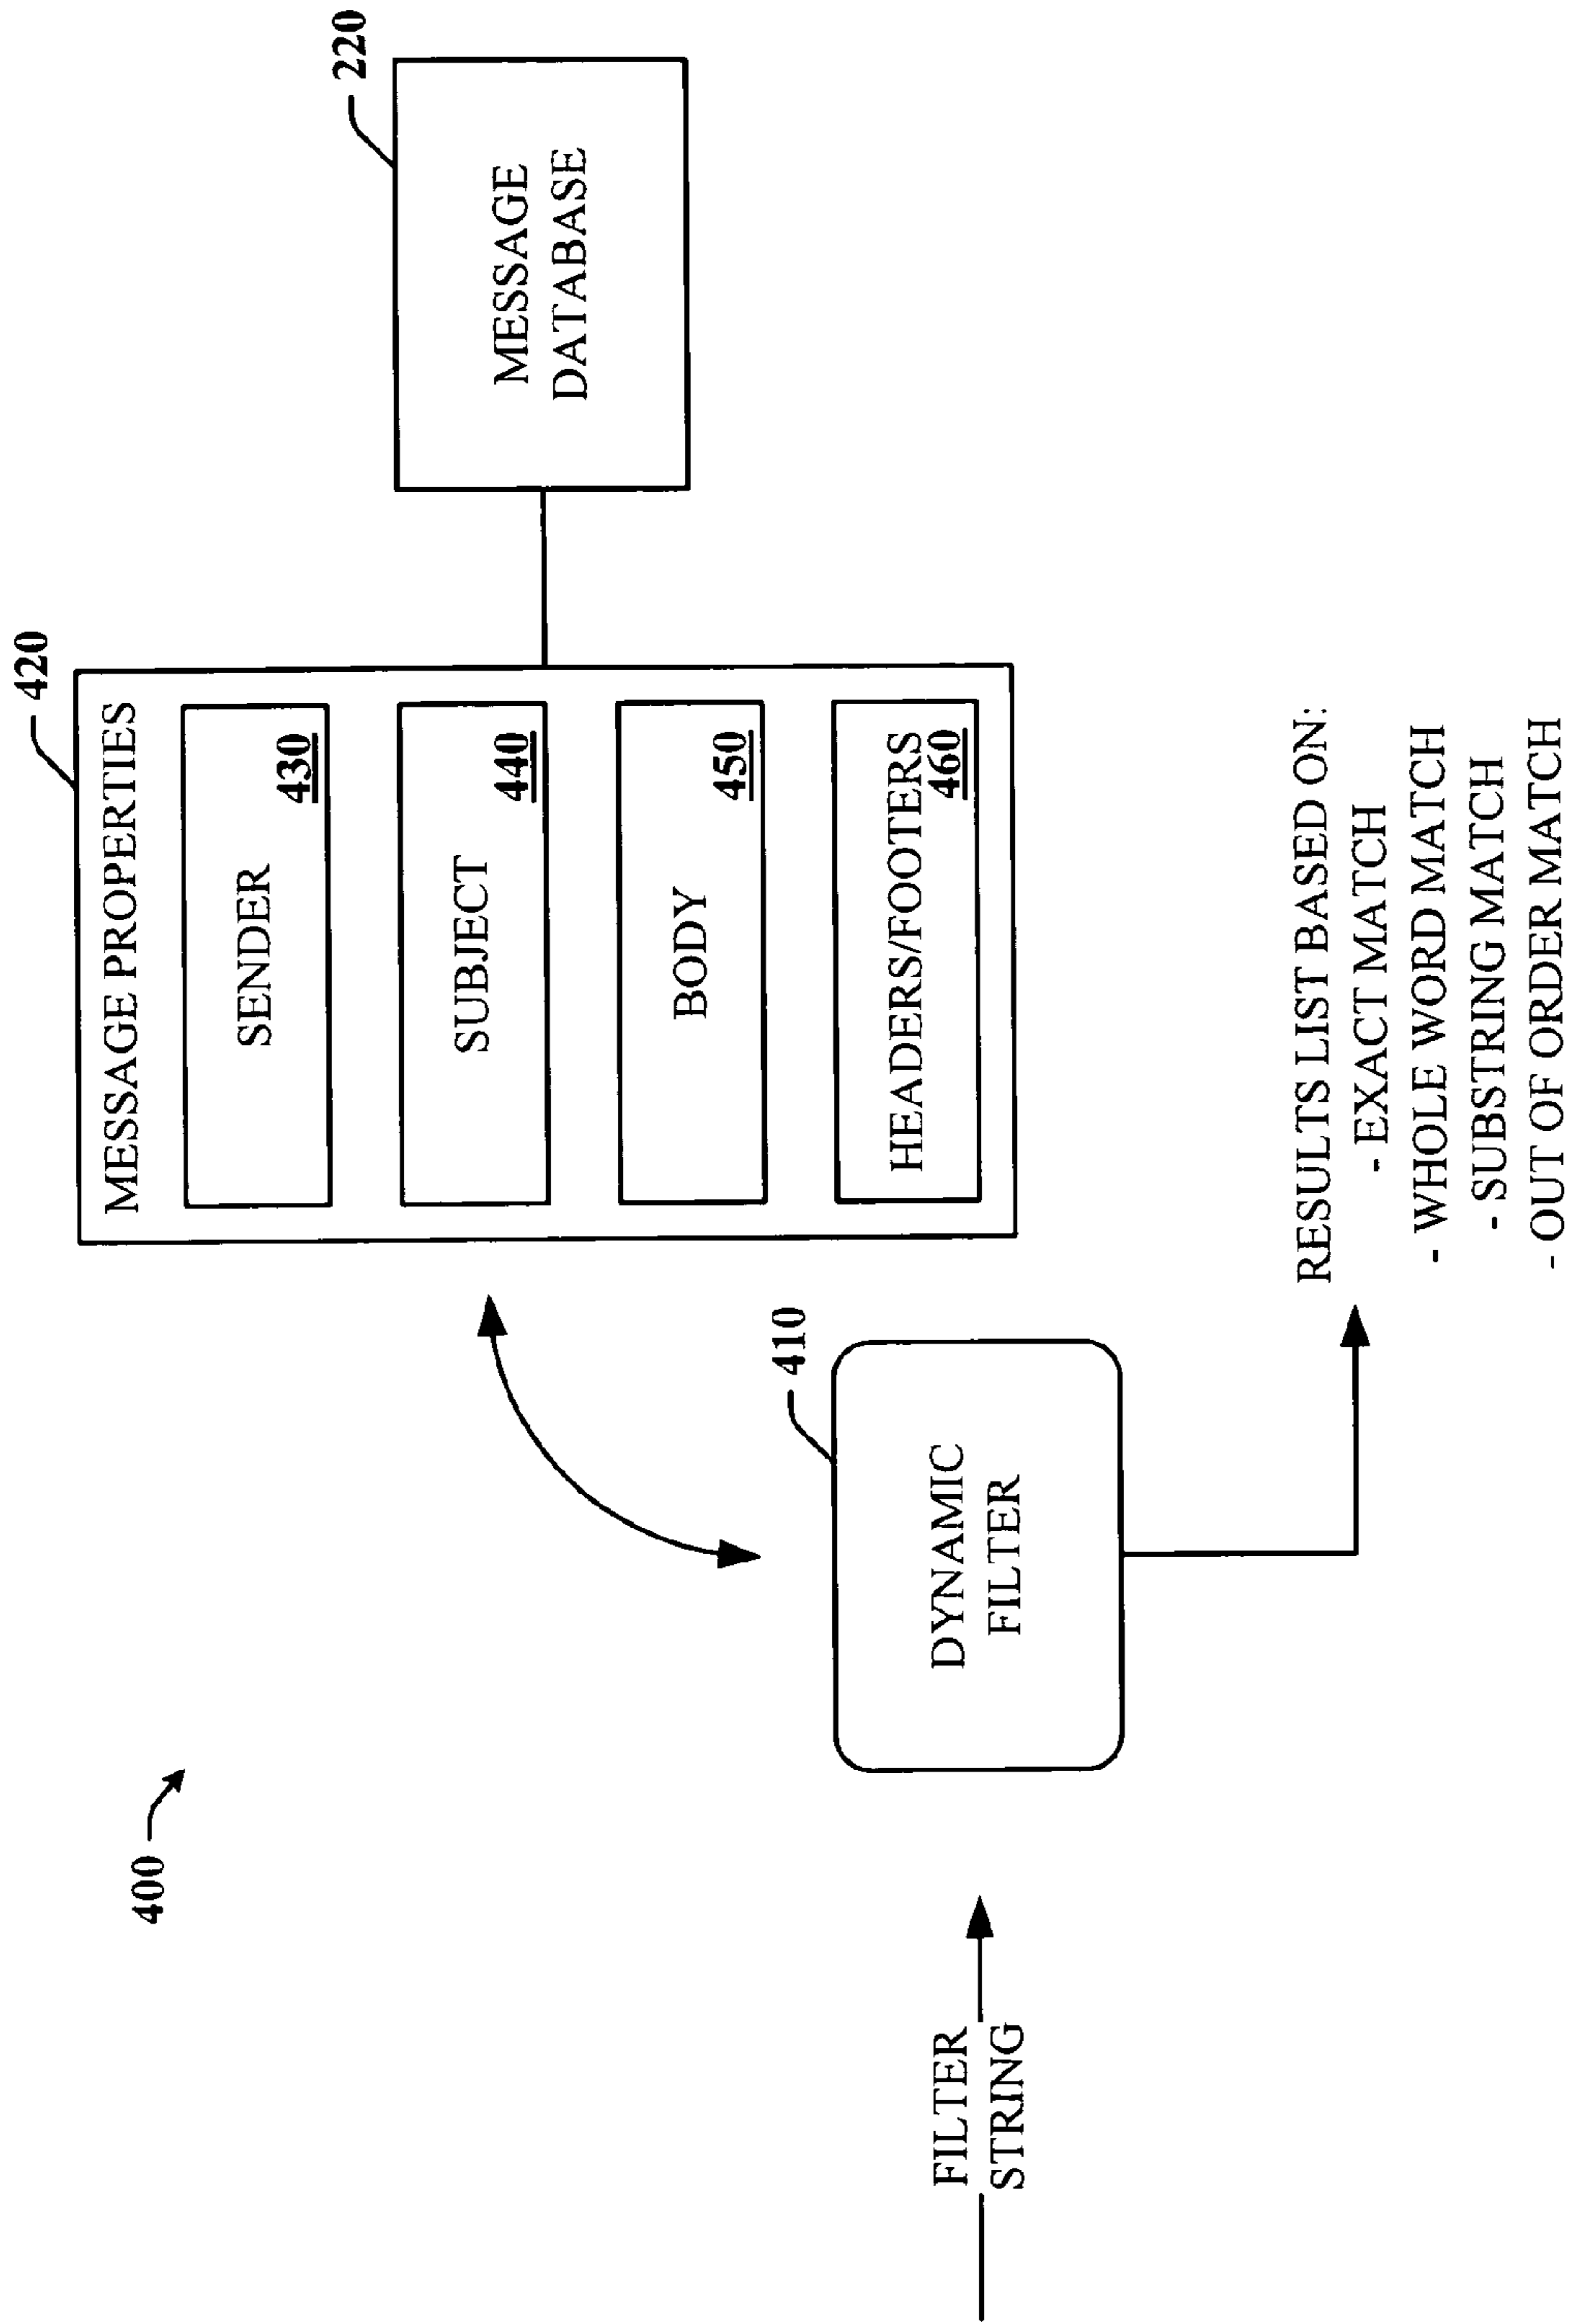 400
420
MESSAGE PROPERTIES
SENDER
430
SUBJECT
440
BODY
450
HEADERS/FOOTERS
460
220
MESSAGE
DATABASE
410
DYNAMIC
FILTER
FILTER
STRING
RESULTS LIST BASED ON:
- EXACT MATCH
- WHOLE WORD MATCH
- SUBSTRING MATCH
- OUT OF ORDER MATCH